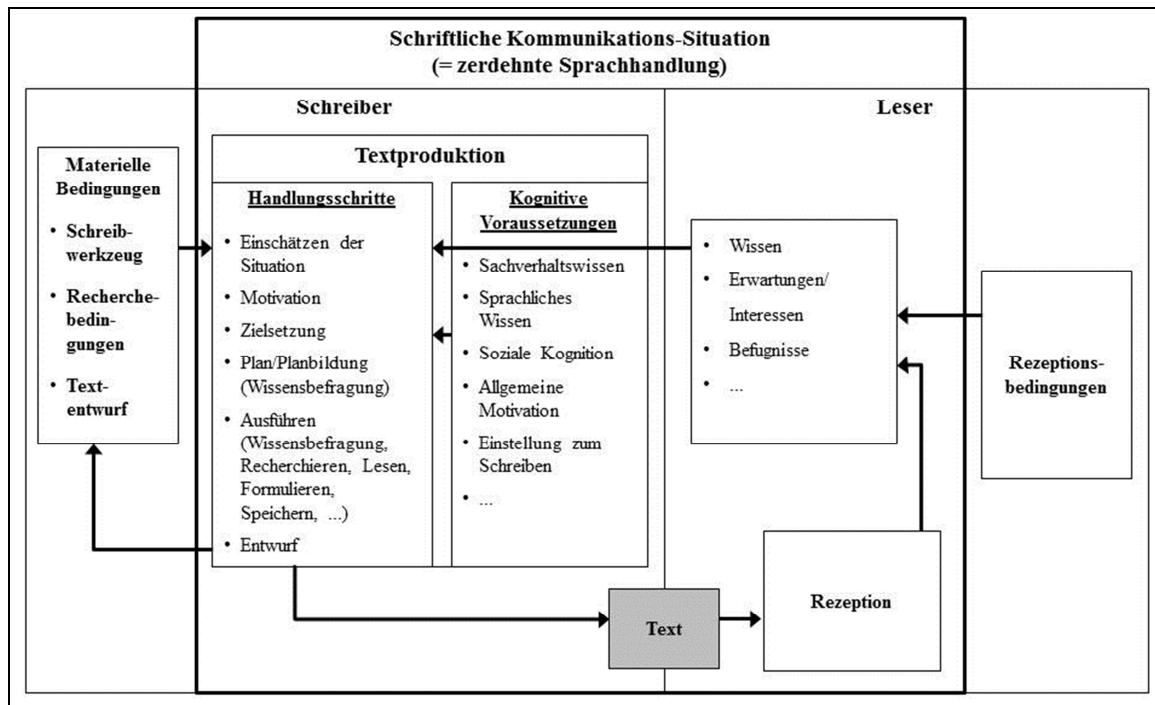 Schriftliche Kommunikations-Situation
(= zerdehnte Sprachhandlung)
Schreiber
Leser
Materielle
Bedingungen
• Schreib-
werkzeug
• Recherche-
bedin-
gungen
• Text-
entwurf
Textproduktion
Handlungsschritte
• Einschätzen der
Situation
• Motivation
• Zielsetzung
• Plan/Planbildung
(Wissensbefragung)
• Ausführen
(Wissensbefragung,
Recherchieren, Lesen,
Formulieren,
Speichern, ...)
• Entwurf
Kognitive
Voraussetzungen
• Sachverhaltswissen
• Sprachliches
Wissen
• Soziale Kognition
• Allgemeine
Motivation
• Einstellung zum
Schreiben
• ...
• Wissen
• Erwartungen/
Interessen
• Befugnisse
• ...
Rezeptions-
bedingungen
Text
Rezeption